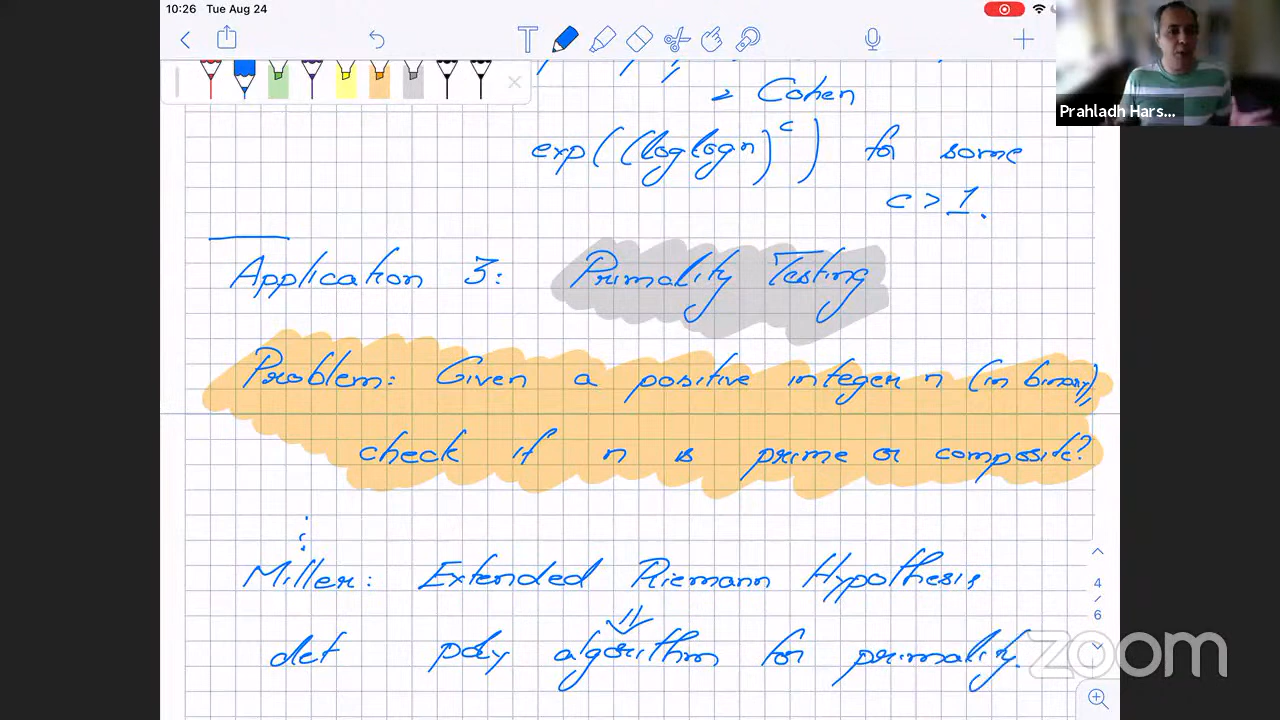 10:26 Tue Aug 24
Prahladh Hars...
→ Cohen
exp((loglogn)^c) for some
c > 1.
Application 3: Primality Testing
Problem: Given a positive integer n (in binary),
check if n is prime or composite?
⋮
Miller: Extended Riemann Hypothesis
⇓
det poly algorithm for primality.
4
/
6
zoom